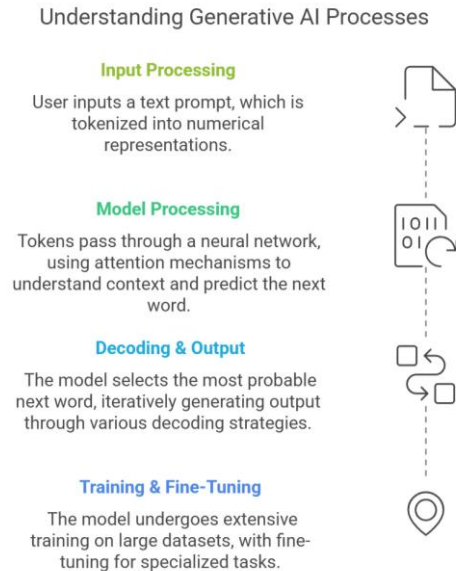 Understanding Generative AI Processes
Input Processing
User inputs a text prompt, which is
tokenized into numerical
representations.
Model Processing
Tokens pass through a neural network,
using attention mechanisms to
understand context and predict the next
word.
Decoding & Output
The model selects the most probable
next word, iteratively generating output
through various decoding strategies.
Training & Fine-Tuning
The model undergoes extensive
training on large datasets, with fine-
tuning for specialized tasks.
1011
01